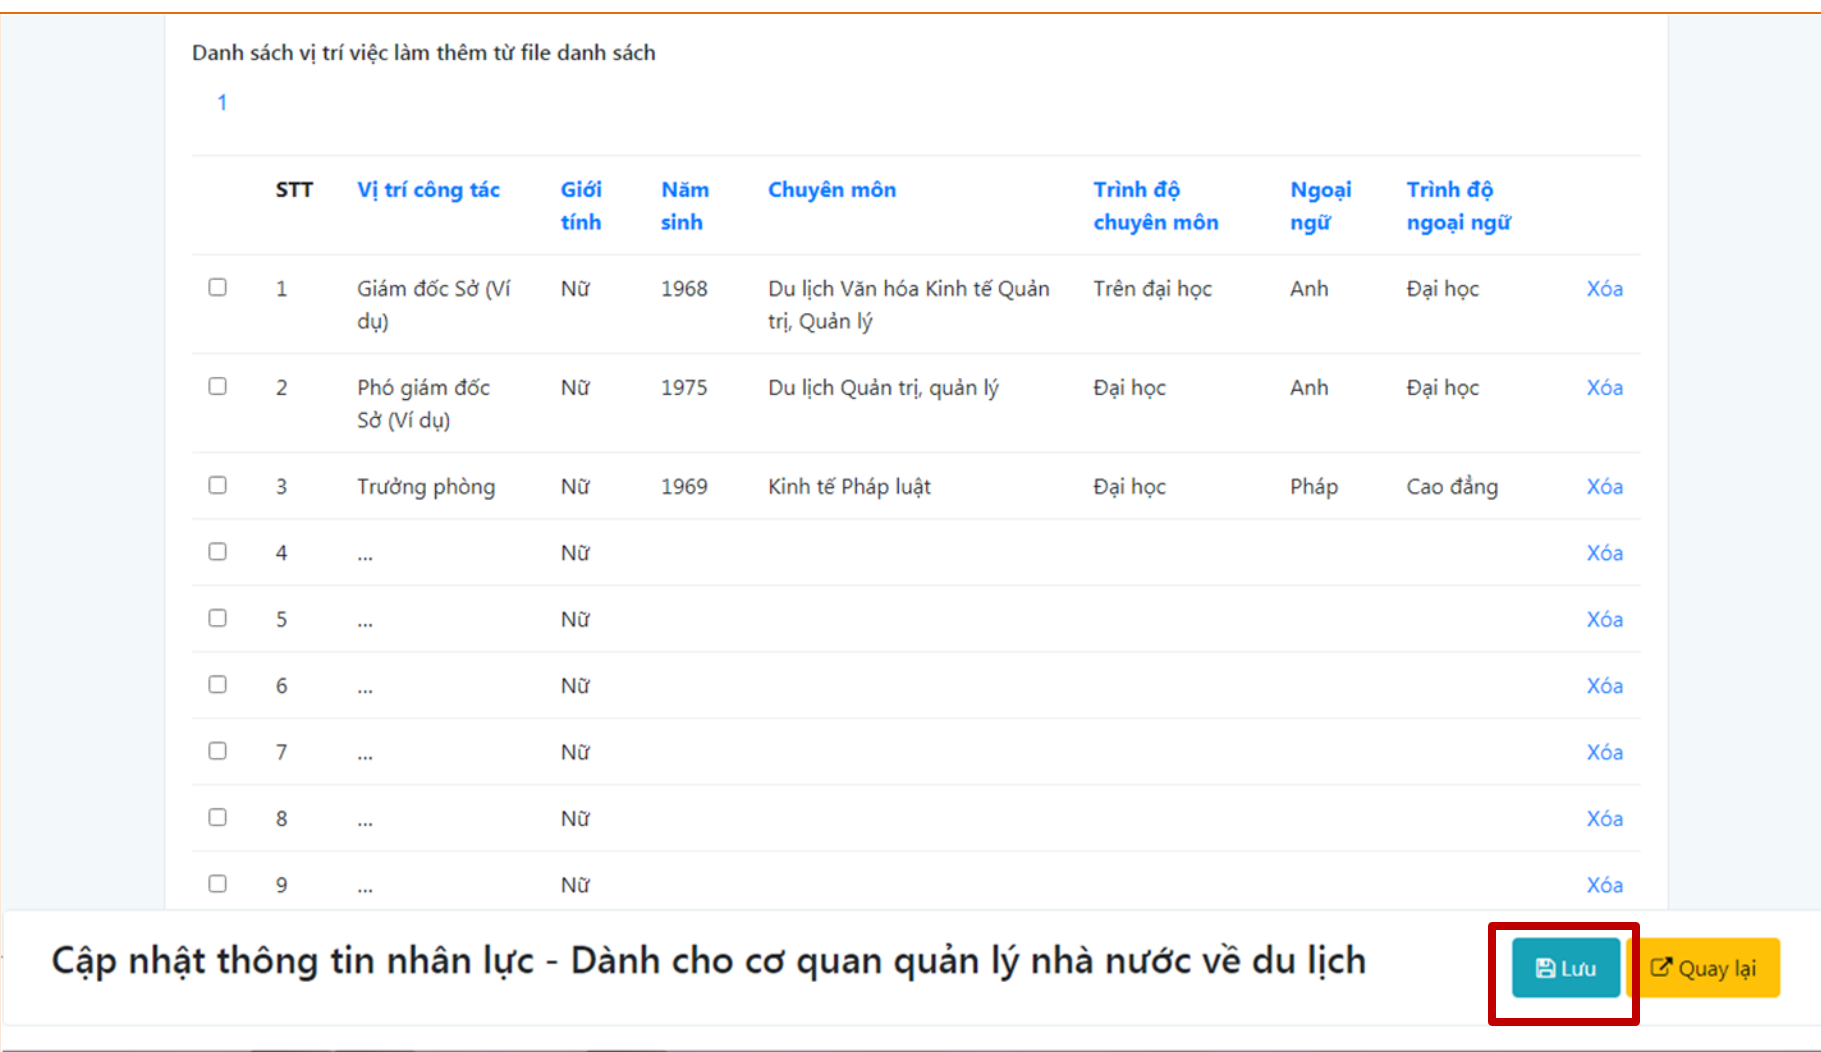 Danh sách vị trí việc làm thêm từ file danh sách
1
STT Vị trí công tác Giới tính Năm sinh Chuyên môn Trình độ chuyên môn Ngoại ngữ Trình độ ngoại ngữ
1 Giám đốc Sở (Ví dụ) Nữ 1968 Du lịch Văn hóa Kinh tế Quản trị, Quản lý Trên đại học Anh Đại học Xóa
2 Phó giám đốc Sở (Ví dụ) Nữ 1975 Du lịch Quản trị, quản lý Đại học Anh Đại học Xóa
3 Trưởng phòng Nữ 1969 Kinh tế Pháp luật Đại học Pháp Cao đẳng Xóa
4 ... Nữ Xóa
5 ... Nữ Xóa
6 ... Nữ Xóa
7 ... Nữ Xóa
8 ... Nữ Xóa
9 ... Nữ Xóa
Cập nhật thông tin nhân lực - Dành cho cơ quan quản lý nhà nước về du lịch Lưu Quay lại